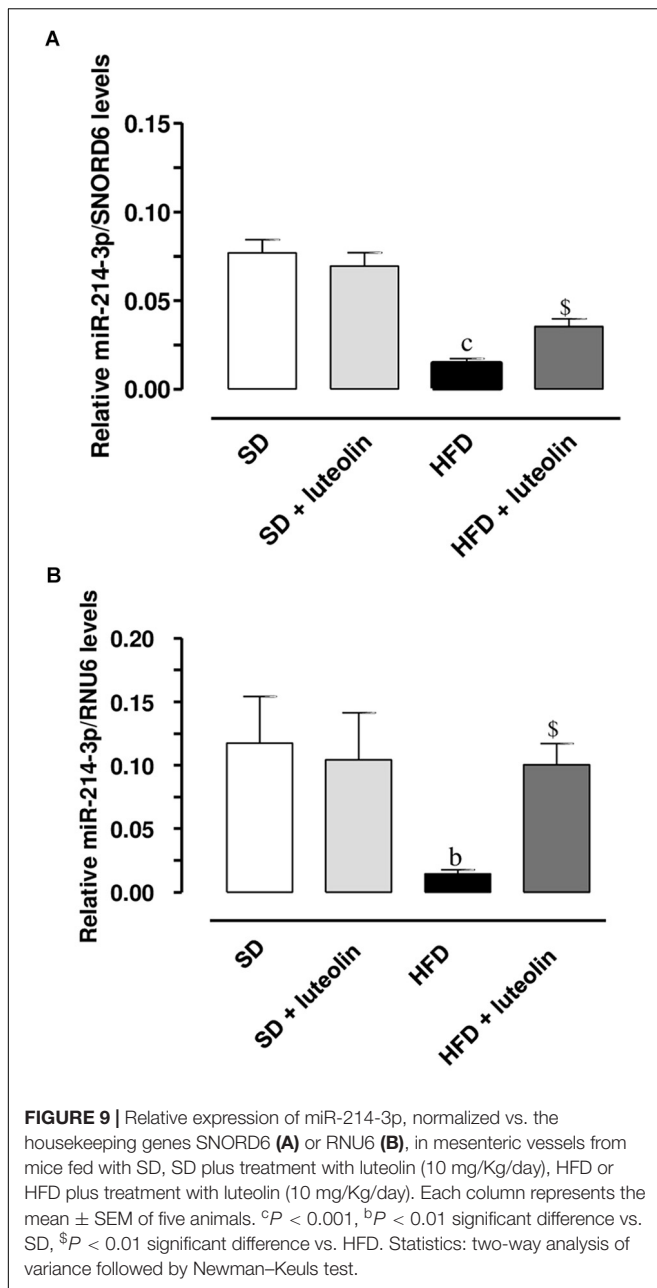 A
Relative miR-214-3p/SNORD6 levels
0.15
0.10
0.05
0.00
c
$
SD
SD + luteolin
HFD
HFD + luteolin
B
Relative miR-214-3p/RNU6 levels
0.20
0.15
0.10
0.05
0.00
b
$
SD
SD + luteolin
HFD
HFD + luteolin
FIGURE 9 | Relative expression of miR-214-3p, normalized vs. the
housekeeping genes SNORD6 (A) or RNU6 (B), in mesenteric vessels from
mice fed with SD, SD plus treatment with luteolin (10 mg/Kg/day), HFD or
HFD plus treatment with luteolin (10 mg/Kg/day). Each column represents the
mean ± SEM of five animals. ᶜP < 0.001, ᵇP < 0.01 significant difference vs.
SD, $P < 0.01 significant difference vs. HFD. Statistics: two-way analysis of
variance followed by Newman–Keuls test.